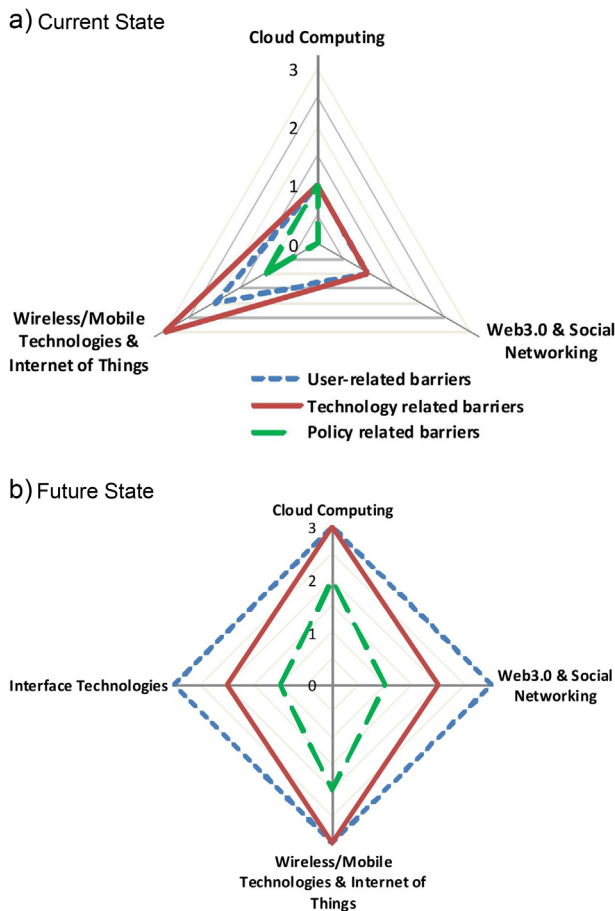 a) Current State
Cloud Computing
3
2
1
0
Wireless/Mobile
Technologies &
Internet of Things
Web3.0 & Social
Networking
User-related barriers
Technology related barriers
Policy related barriers
b) Future State
Cloud Computing
3
2
1
0
Interface Technologies
Web3.0 & Social
Networking
Wireless/Mobile
Technologies & Internet of
Things